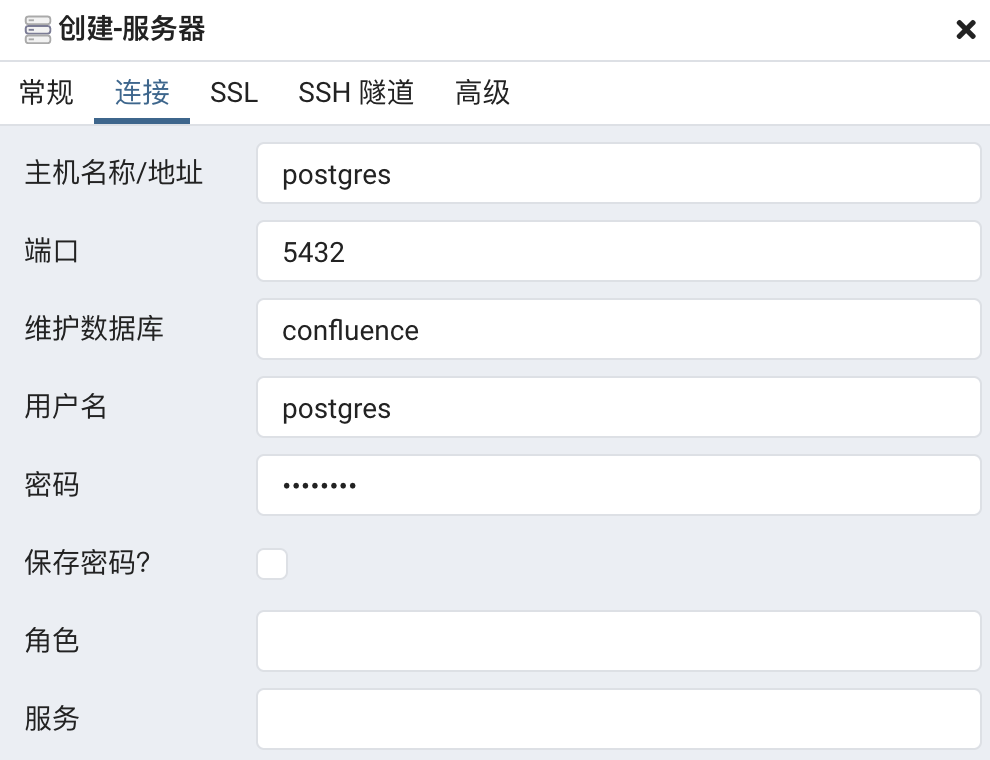 创建-服务器
常规 连接 SSL SSH 隧道 高级
主机名称/地址 postgres
端口 5432
维护数据库 confluence
用户名 postgres
密码 ••••••••
保存密码?
角色
服务